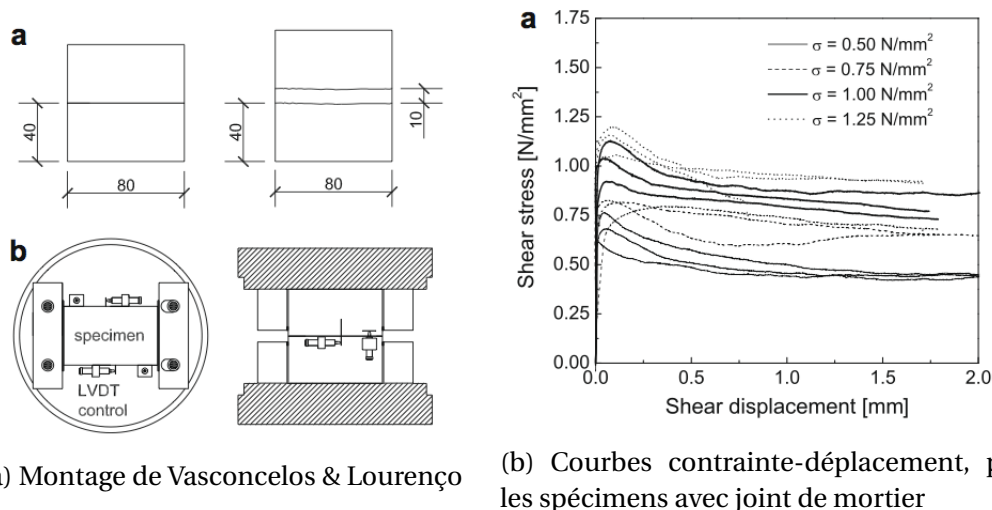 a
40
80
40
10
80
b
specimen
LVDT
control
a
Shear stress [N/mm²]
1.75
1.50
1.25
1.00
0.75
0.50
0.25
0.00
σ = 0.50 N/mm²
σ = 0.75 N/mm²
σ = 1.00 N/mm²
σ = 1.25 N/mm²
0.0 0.5 1.0 1.5 2.0
Shear displacement [mm]
) Montage de Vasconcelos & Lourenço
(b) Courbes contrainte-déplacement, p
les spécimens avec joint de mortier